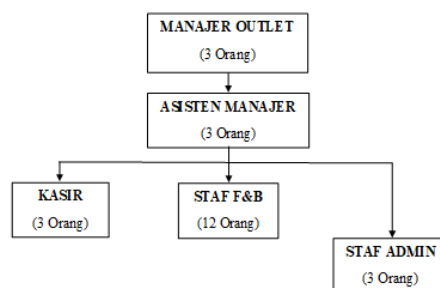 MANAJER OUTLET
(3 Orang)
ASISTEN MANAJER
(3 Orang)
KASIR
(3 Orang)
STAF F&B
(12 Orang)
STAF ADMIN
(3 Orang)